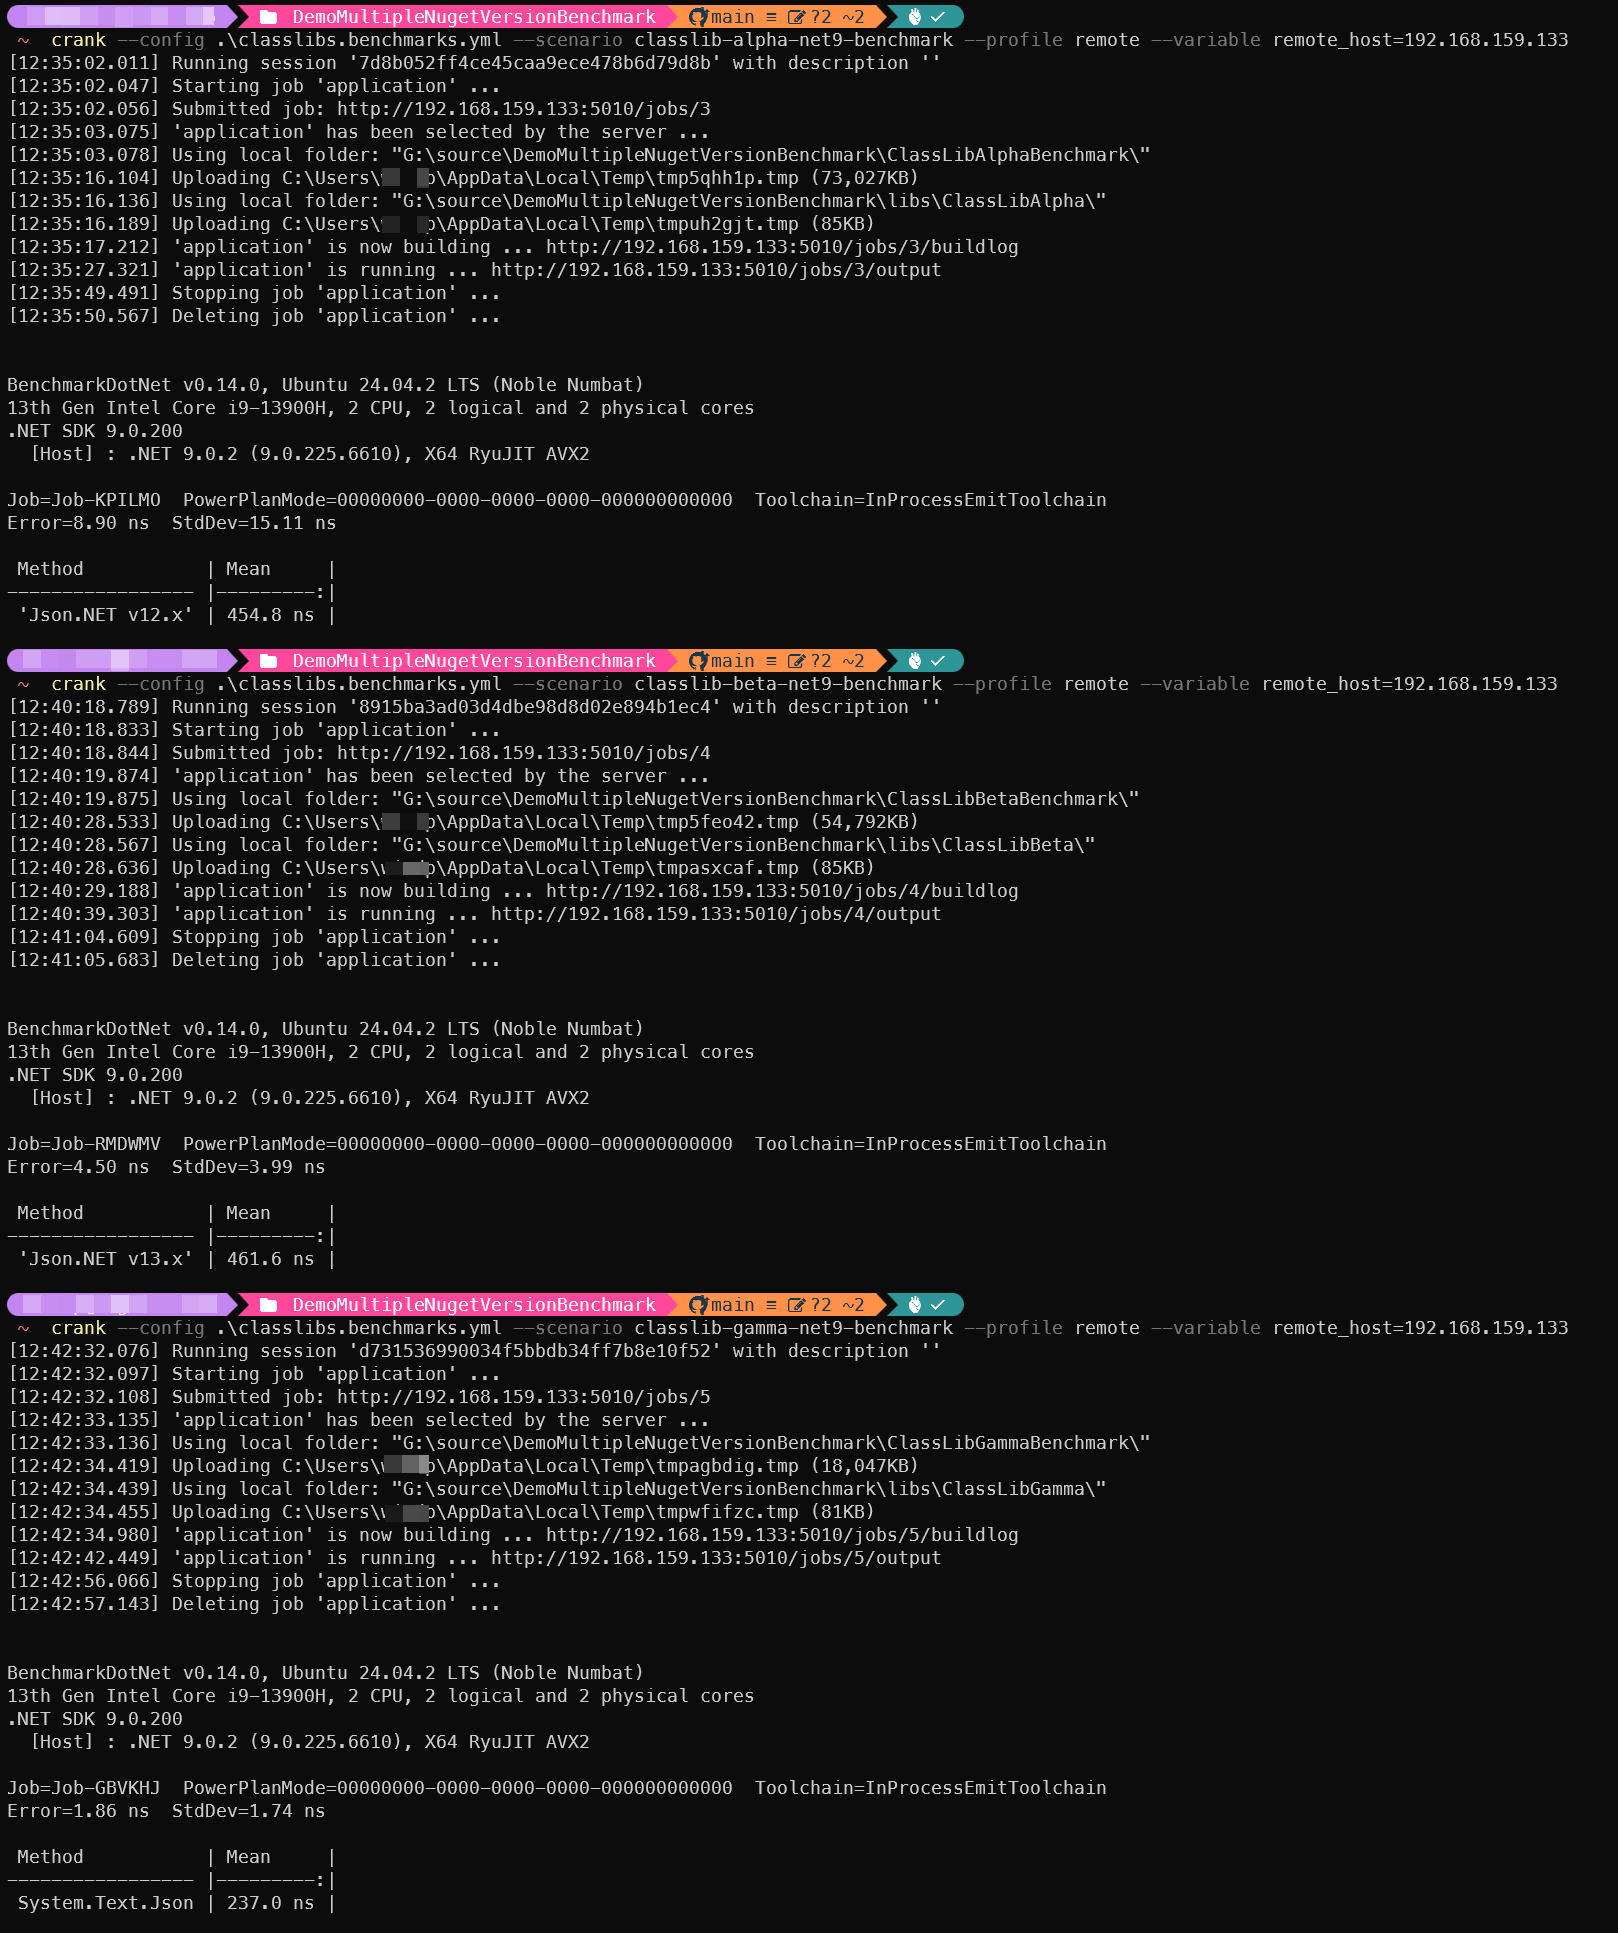 DemoMultipleNugetVersionBenchmark main ≡ ?2 ~2
~ crank --config .\classlibs.benchmarks.yml --scenario classlib-alpha-net9-benchmark --profile remote --variable remote_host=192.168.159.133
[12:35:02.011] Running session '7d8b052ff4ce45caa9ece478b6d79d8b' with description ''
[12:35:02.047] Starting job 'application' ...
[12:35:02.056] Submitted job: http://192.168.159.133:5010/jobs/3
[12:35:03.075] 'application' has been selected by the server ...
[12:35:03.078] Using local folder: "G:\source\DemoMultipleNugetVersionBenchmark\ClassLibAlphaBenchmark\"
[12:35:16.104] Uploading C:\Users\ \AppData\Local\Temp\tmp5qhh1p.tmp (73,027KB)
[12:35:16.136] Using local folder: "G:\source\DemoMultipleNugetVersionBenchmark\libs\ClassLibAlpha\"
[12:35:16.189] Uploading C:\Users\ \AppData\Local\Temp\tmpuh2gjt.tmp (85KB)
[12:35:17.212] 'application' is now building ... http://192.168.159.133:5010/jobs/3/buildlog
[12:35:27.321] 'application' is running ... http://192.168.159.133:5010/jobs/3/output
[12:35:49.491] Stopping job 'application' ...
[12:35:50.567] Deleting job 'application' ...
BenchmarkDotNet v0.14.0, Ubuntu 24.04.2 LTS (Noble Numbat)
13th Gen Intel Core i9-13900H, 2 CPU, 2 logical and 2 physical cores
.NET SDK 9.0.200
[Host] : .NET 9.0.2 (9.0.225.6610), X64 RyuJIT AVX2
Job=Job-KPILMO PowerPlanMode=00000000-0000-0000-0000-000000000000 Toolchain=InProcessEmitToolchain
Error=8.90 ns StdDev=15.11 ns
Method | Mean |
----------------- |---------:|
'Json.NET v12.x' | 454.8 ns |
DemoMultipleNugetVersionBenchmark main ≡ ?2 ~2
~ crank --config .\classlibs.benchmarks.yml --scenario classlib-beta-net9-benchmark --profile remote --variable remote_host=192.168.159.133
[12:40:18.789] Running session '8915ba3ad03d4dbe98d8d02e894b1ec4' with description ''
[12:40:18.833] Starting job 'application' ...
[12:40:18.844] Submitted job: http://192.168.159.133:5010/jobs/4
[12:40:19.874] 'application' has been selected by the server ...
[12:40:19.875] Using local folder: "G:\source\DemoMultipleNugetVersionBenchmark\ClassLibBetaBenchmark\"
[12:40:28.533] Uploading C:\Users\ \AppData\Local\Temp\tmp5feo42.tmp (54,792KB)
[12:40:28.567] Using local folder: "G:\source\DemoMultipleNugetVersionBenchmark\libs\ClassLibBeta\"
[12:40:28.636] Uploading C:\Users\ \AppData\Local\Temp\tmpasxcaf.tmp (85KB)
[12:40:29.188] 'application' is now building ... http://192.168.159.133:5010/jobs/4/buildlog
[12:40:39.303] 'application' is running ... http://192.168.159.133:5010/jobs/4/output
[12:41:04.609] Stopping job 'application' ...
[12:41:05.683] Deleting job 'application' ...
BenchmarkDotNet v0.14.0, Ubuntu 24.04.2 LTS (Noble Numbat)
13th Gen Intel Core i9-13900H, 2 CPU, 2 logical and 2 physical cores
.NET SDK 9.0.200
[Host] : .NET 9.0.2 (9.0.225.6610), X64 RyuJIT AVX2
Job=Job-RMDWMV PowerPlanMode=00000000-0000-0000-0000-000000000000 Toolchain=InProcessEmitToolchain
Error=4.50 ns StdDev=3.99 ns
Method | Mean |
----------------- |---------:|
'Json.NET v13.x' | 461.6 ns |
DemoMultipleNugetVersionBenchmark main ≡ ?2 ~2
~ crank --config .\classlibs.benchmarks.yml --scenario classlib-gamma-net9-benchmark --profile remote --variable remote_host=192.168.159.133
[12:42:32.076] Running session 'd731536990034f5bbdb34ff7b8e10f52' with description ''
[12:42:32.097] Starting job 'application' ...
[12:42:32.108] Submitted job: http://192.168.159.133:5010/jobs/5
[12:42:33.135] 'application' has been selected by the server ...
[12:42:33.136] Using local folder: "G:\source\DemoMultipleNugetVersionBenchmark\ClassLibGammaBenchmark\"
[12:42:34.419] Uploading C:\Users\ \AppData\Local\Temp\tmpagbdig.tmp (18,047KB)
[12:42:34.439] Using local folder: "G:\source\DemoMultipleNugetVersionBenchmark\libs\ClassLibGamma\"
[12:42:34.455] Uploading C:\Users\ \AppData\Local\Temp\tmpwfifzc.tmp (81KB)
[12:42:34.980] 'application' is now building ... http://192.168.159.133:5010/jobs/5/buildlog
[12:42:42.449] 'application' is running ... http://192.168.159.133:5010/jobs/5/output
[12:42:56.066] Stopping job 'application' ...
[12:42:57.143] Deleting job 'application' ...
BenchmarkDotNet v0.14.0, Ubuntu 24.04.2 LTS (Noble Numbat)
13th Gen Intel Core i9-13900H, 2 CPU, 2 logical and 2 physical cores
.NET SDK 9.0.200
[Host] : .NET 9.0.2 (9.0.225.6610), X64 RyuJIT AVX2
Job=Job-GBVKHJ PowerPlanMode=00000000-0000-0000-0000-000000000000 Toolchain=InProcessEmitToolchain
Error=1.86 ns StdDev=1.74 ns
Method | Mean |
----------------- |---------:|
System.Text.Json | 237.0 ns |